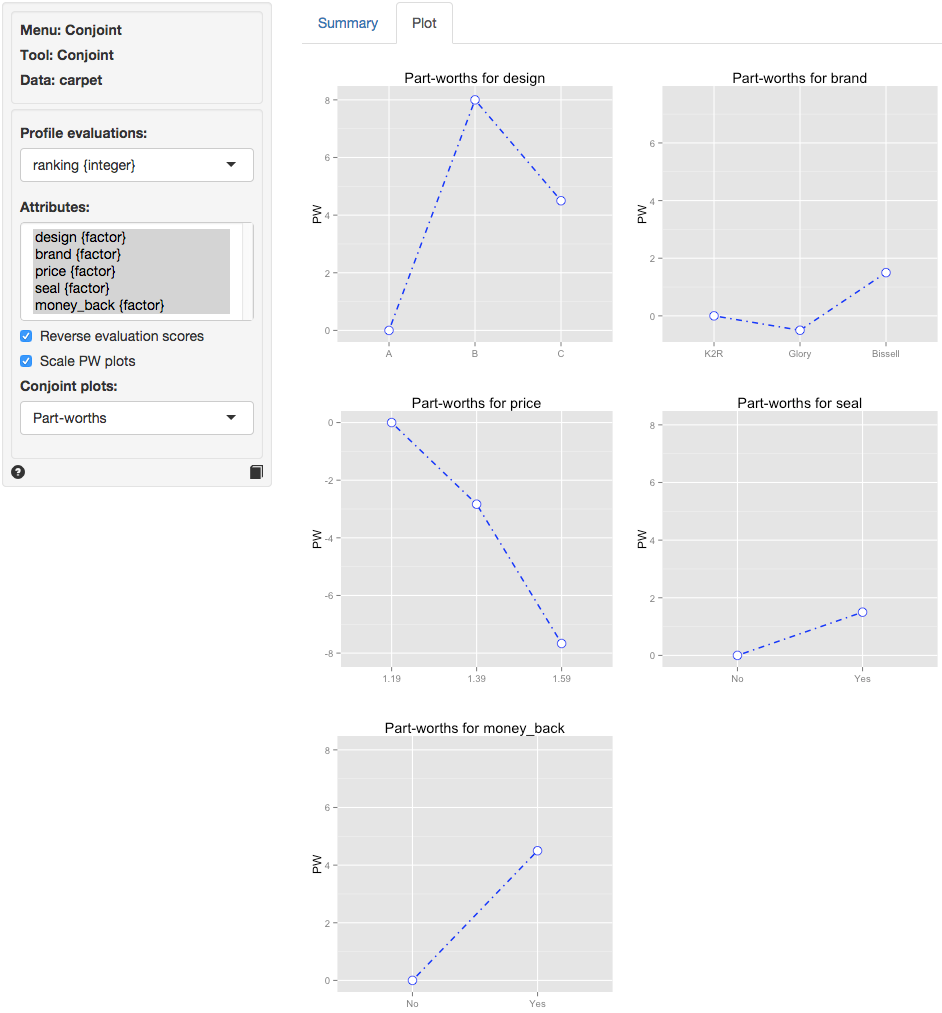 Menu: Conjoint
Tool: Conjoint
Data: carpet
Profile evaluations:
ranking {integer}
Attributes:
design {factor}
brand {factor}
price {factor}
seal {factor}
money_back {factor}
Reverse evaluation scores
Scale PW plots
Conjoint plots:
Part-worths
?
Summary Plot
Part-worths for design
PW
8
6
4
2
0
A B C
Part-worths for brand
PW
6
4
2
0
K2R Glory Bissell
Part-worths for price
PW
0
-2
-4
-6
-8
1.19 1.39 1.59
Part-worths for seal
PW
8
6
4
2
0
No Yes
Part-worths for money_back
PW
8
6
4
2
0
No Yes